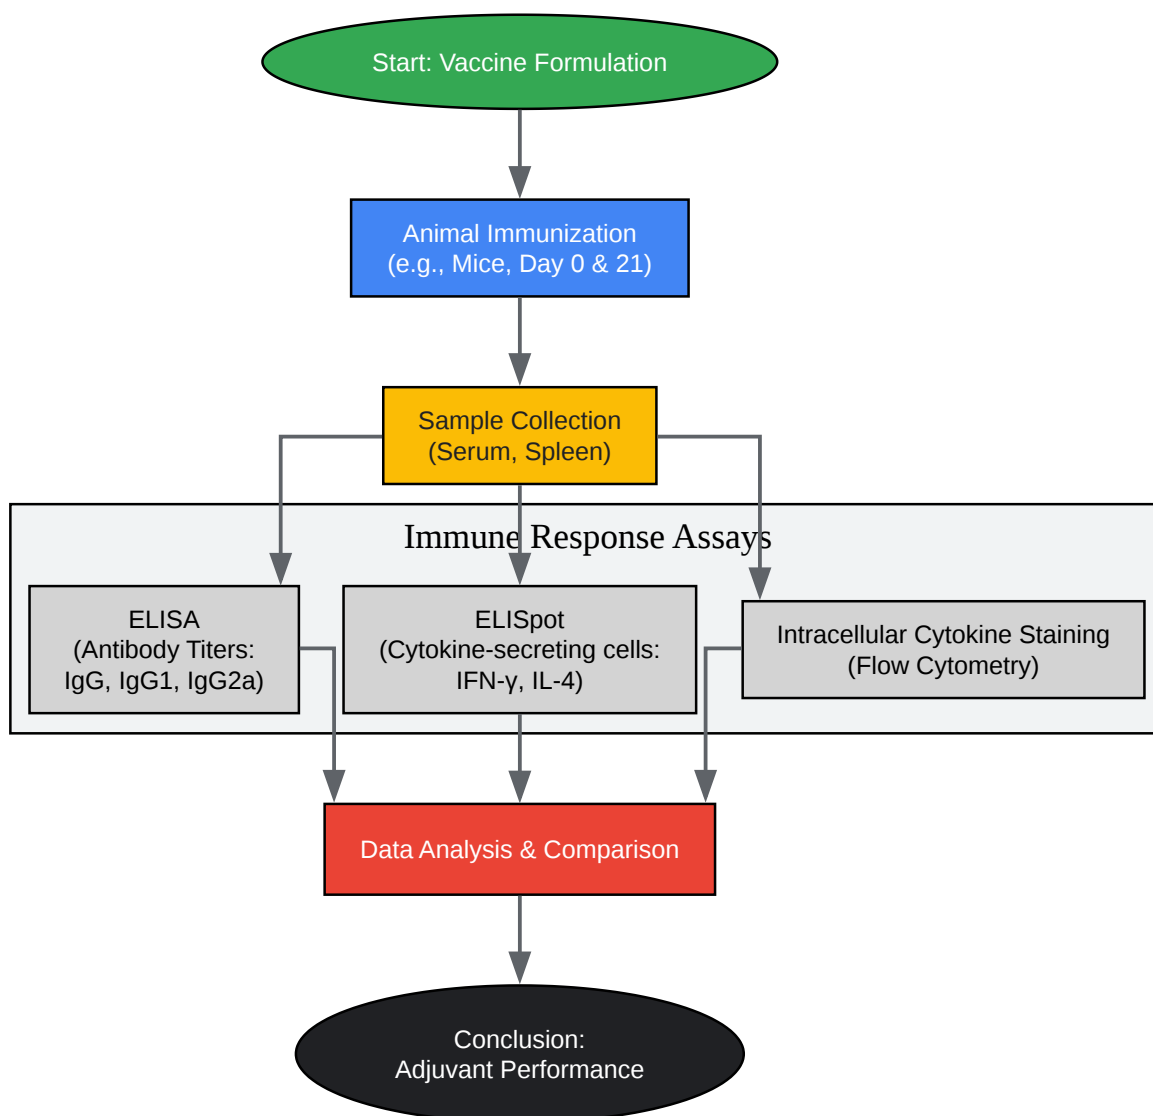 Start: Vaccine Formulation
Animal Immunization
(e.g., Mice, Day 0 & 21)
Sample Collection
(Serum, Spleen)
Immune Response Assays
ELISA
(Antibody Titers:
IgG, IgG1, IgG2a)
ELISpot
(Cytokine-secreting cells:
IFN-γ, IL-4)
Intracellular Cytokine Staining
(Flow Cytometry)
Data Analysis & Comparison
Conclusion:
Adjuvant Performance